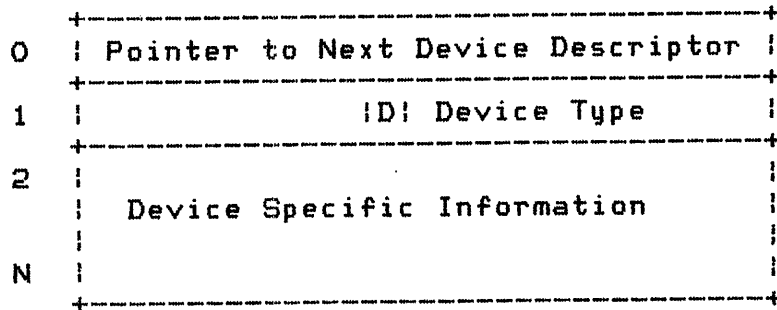 0 Pointer to Next Device Descriptor
1 |D| Device Type
2
Device Specific Information
N